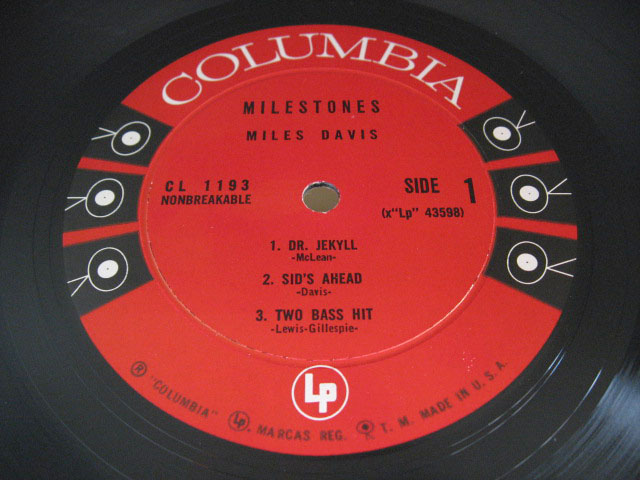 COLUMBIA
MILESTONES
MILES DAVIS
CL 1193
NONBREAKABLE
SIDE 1
(x"Lp" 43598)
1. DR. JEKYLL
-McLean-
2. SID'S AHEAD
-Davis-
3. TWO BASS HIT
-Lewis-Gillespie-
Lp
® "COLUMBIA" Lp, MARCAS REG. T. M. MADE IN U.S.A.